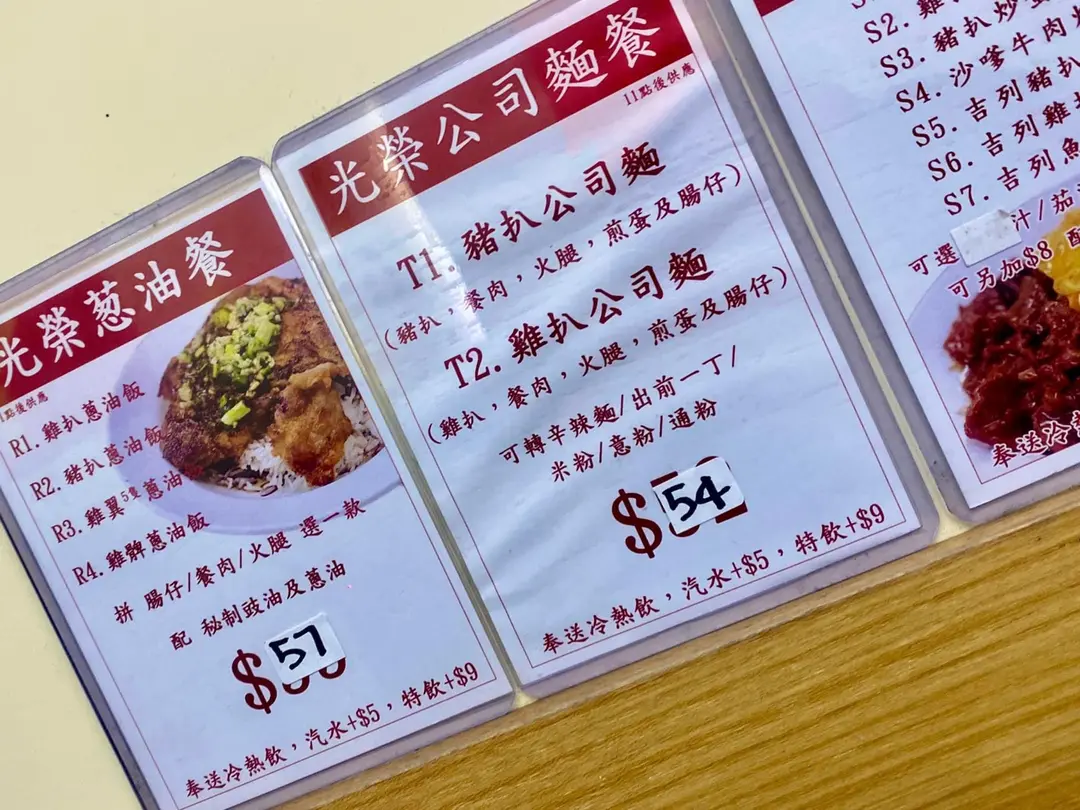 光榮葱油餐
11點後供應
R1. 雞扒蔥油飯
R2. 豬扒蔥油飯
R3. 雞翼5隻蔥油
R4. 雞髀蔥油飯
拼 腸仔/餐肉/火腿 選一款
配 秘制豉油及蔥油
$57
奉送冷熱飲，汽水+$5，特飲+$9
光榮公司麵餐
11點後供應
T1. 豬扒公司麵
(豬扒，餐肉，火腿，煎蛋及腸仔)
T2. 雞扒公司麵
(雞扒，餐肉，火腿，煎蛋及腸仔)
可轉辛辣麵/出前一丁/
米粉/意粉/通粉
$54
奉送冷熱飲，汽水+$5，特飲+$9
S2. 雞
S3. 豬扒炒
S4. 沙嗲牛肉
S5. 吉列豬扒
S6. 吉列雞
S7. 吉列魚
可選 汁/茄
可另加$8 配
奉送冷熱